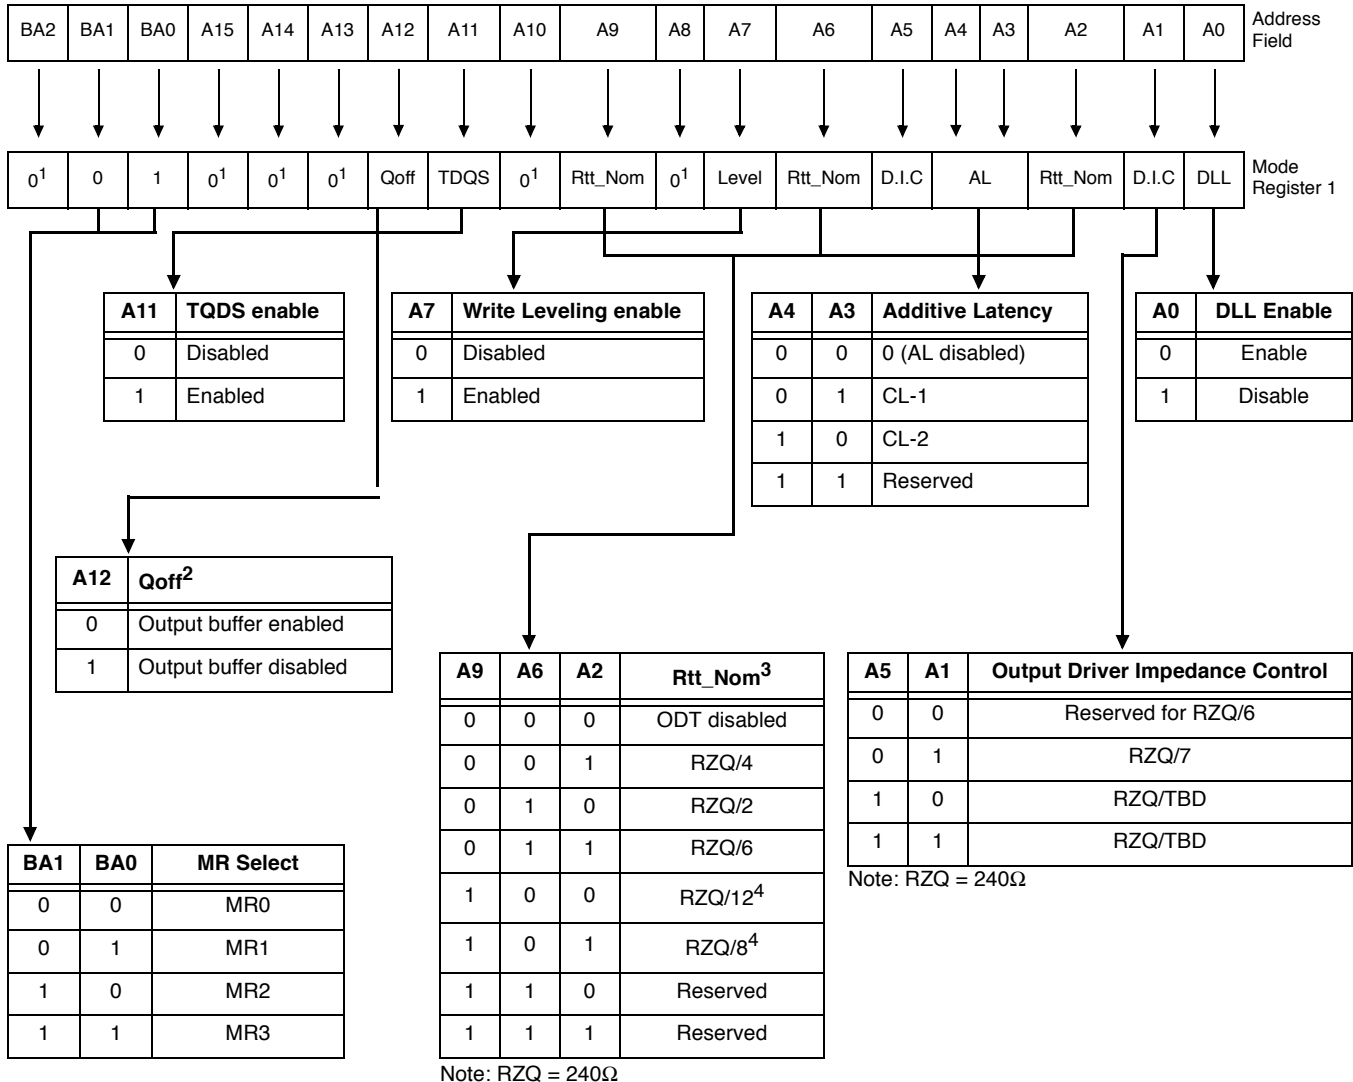 BA2 BA1 BA0 A15 A14 A13 A12 A11 A10 A9 A8 A7 A6 A5 A4 A3 A2 A1 A0 Address Field
0¹ 0 1 0¹ 0¹ 0¹ Qoff TDQS 0¹ Rtt_Nom 0¹ Level Rtt_Nom D.I.C AL Rtt_Nom D.I.C DLL Mode Register 1
A11 TQDS enable
0 Disabled
1 Enabled
A7 Write Leveling enable
0 Disabled
1 Enabled
A4 A3 Additive Latency
0 0 0 (AL disabled)
0 1 CL-1
1 0 CL-2
1 1 Reserved
A0 DLL Enable
0 Enable
1 Disable
A12 Qoff²
0 Output buffer enabled
1 Output buffer disabled
A9 A6 A2 Rtt_Nom³
0 0 0 ODT disabled
0 0 1 RZQ/4
0 1 0 RZQ/2
0 1 1 RZQ/6
1 0 0 RZQ/12⁴
1 0 1 RZQ/8⁴
1 1 0 Reserved
1 1 1 Reserved
Note: RZQ = 240Ω
A5 A1 Output Driver Impedance Control
0 0 Reserved for RZQ/6
0 1 RZQ/7
1 0 RZQ/TBD
1 1 RZQ/TBD
Note: RZQ = 240Ω
BA1 BA0 MR Select
0 0 MR0
0 1 MR1
1 0 MR2
1 1 MR3